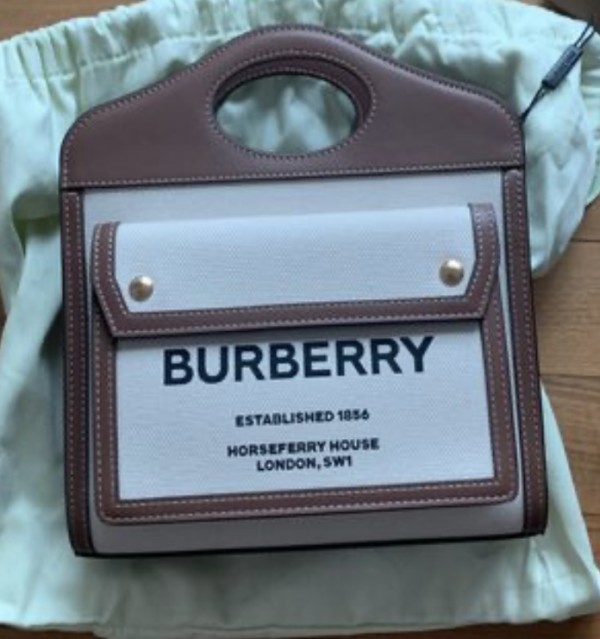 BURBERRY
ESTABLISHED 1856
HORSEFERRY HOUSE
LONDON, SW1